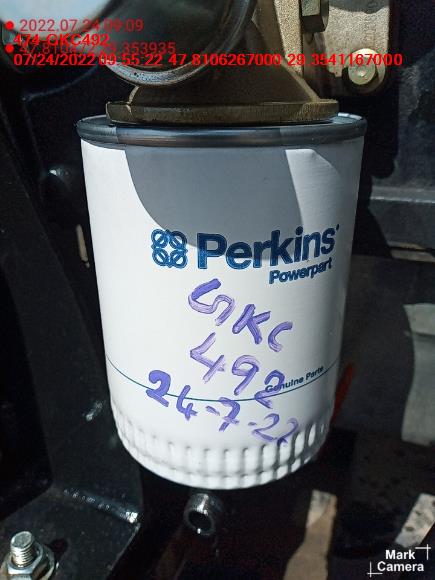 2022.07.24 09:09
474-GKC492
07/24/2022 09 55 22 47 8106267000 29 3541167000
Perkins
Powerpart
GKC
492
Genuine Parts
24-7-22
Mark
Camera